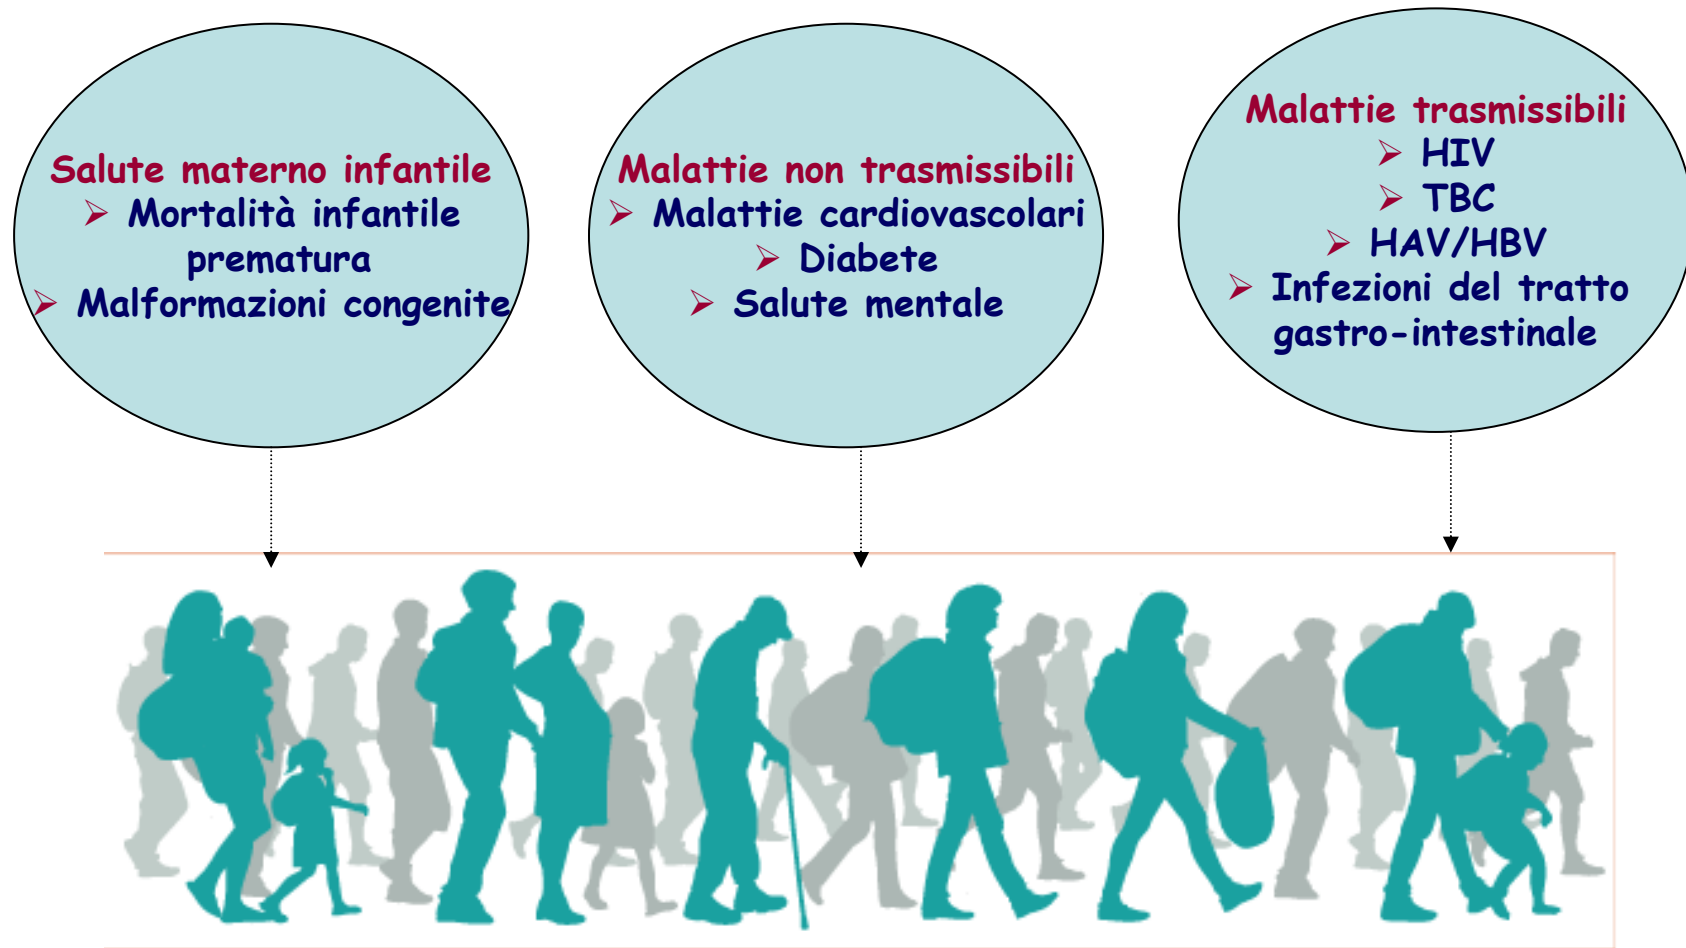 Salute materno infantile
➢ Mortalità infantile
prematura
➢ Malformazioni congenite
Malattie non trasmissibili
➢ Malattie cardiovascolari
➢ Diabete
➢ Salute mentale
Malattie trasmissibili
➢ HIV
➢ TBC
➢ HAV/HBV
➢ Infezioni del tratto
gastro-intestinale